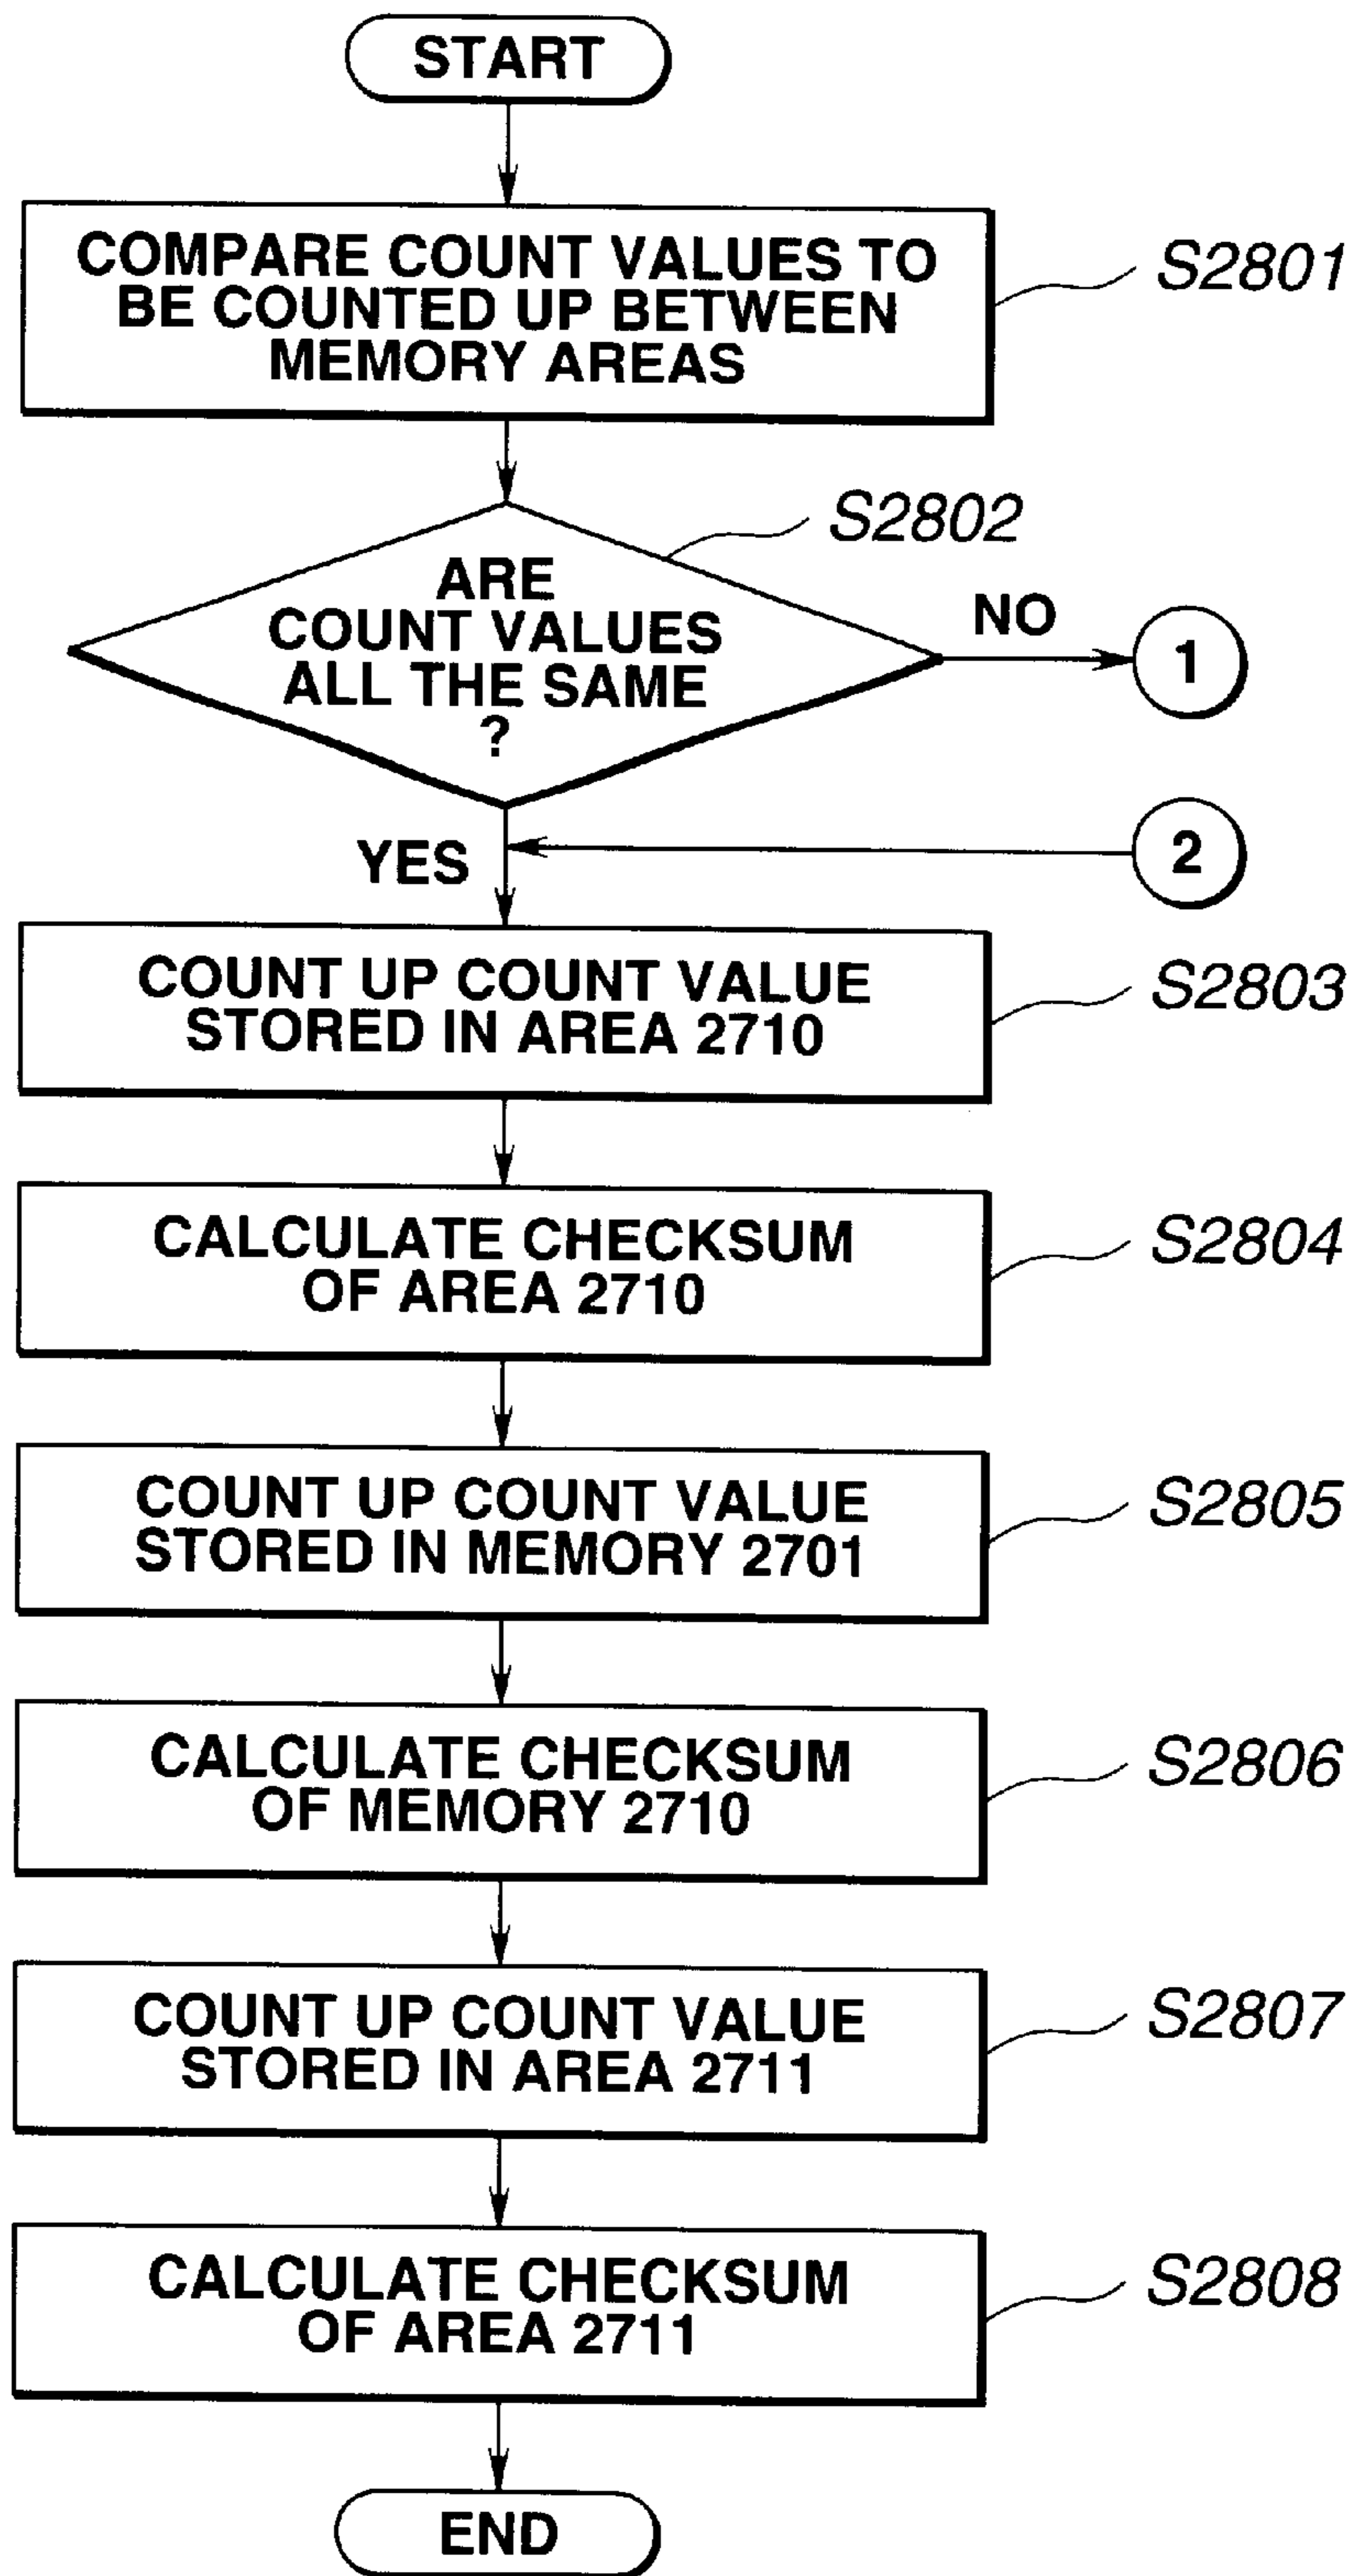 START
COMPARE COUNT VALUES TO
BE COUNTED UP BETWEEN
MEMORY AREAS
S2801
S2802
ARE
COUNT VALUES
ALL THE SAME
?
NO
1
YES
2
COUNT UP COUNT VALUE
STORED IN AREA 2710
S2803
CALCULATE CHECKSUM
OF AREA 2710
S2804
COUNT UP COUNT VALUE
STORED IN MEMORY 2701
S2805
CALCULATE CHECKSUM
OF MEMORY 2710
S2806
COUNT UP COUNT VALUE
STORED IN AREA 2711
S2807
CALCULATE CHECKSUM
OF AREA 2711
S2808
END